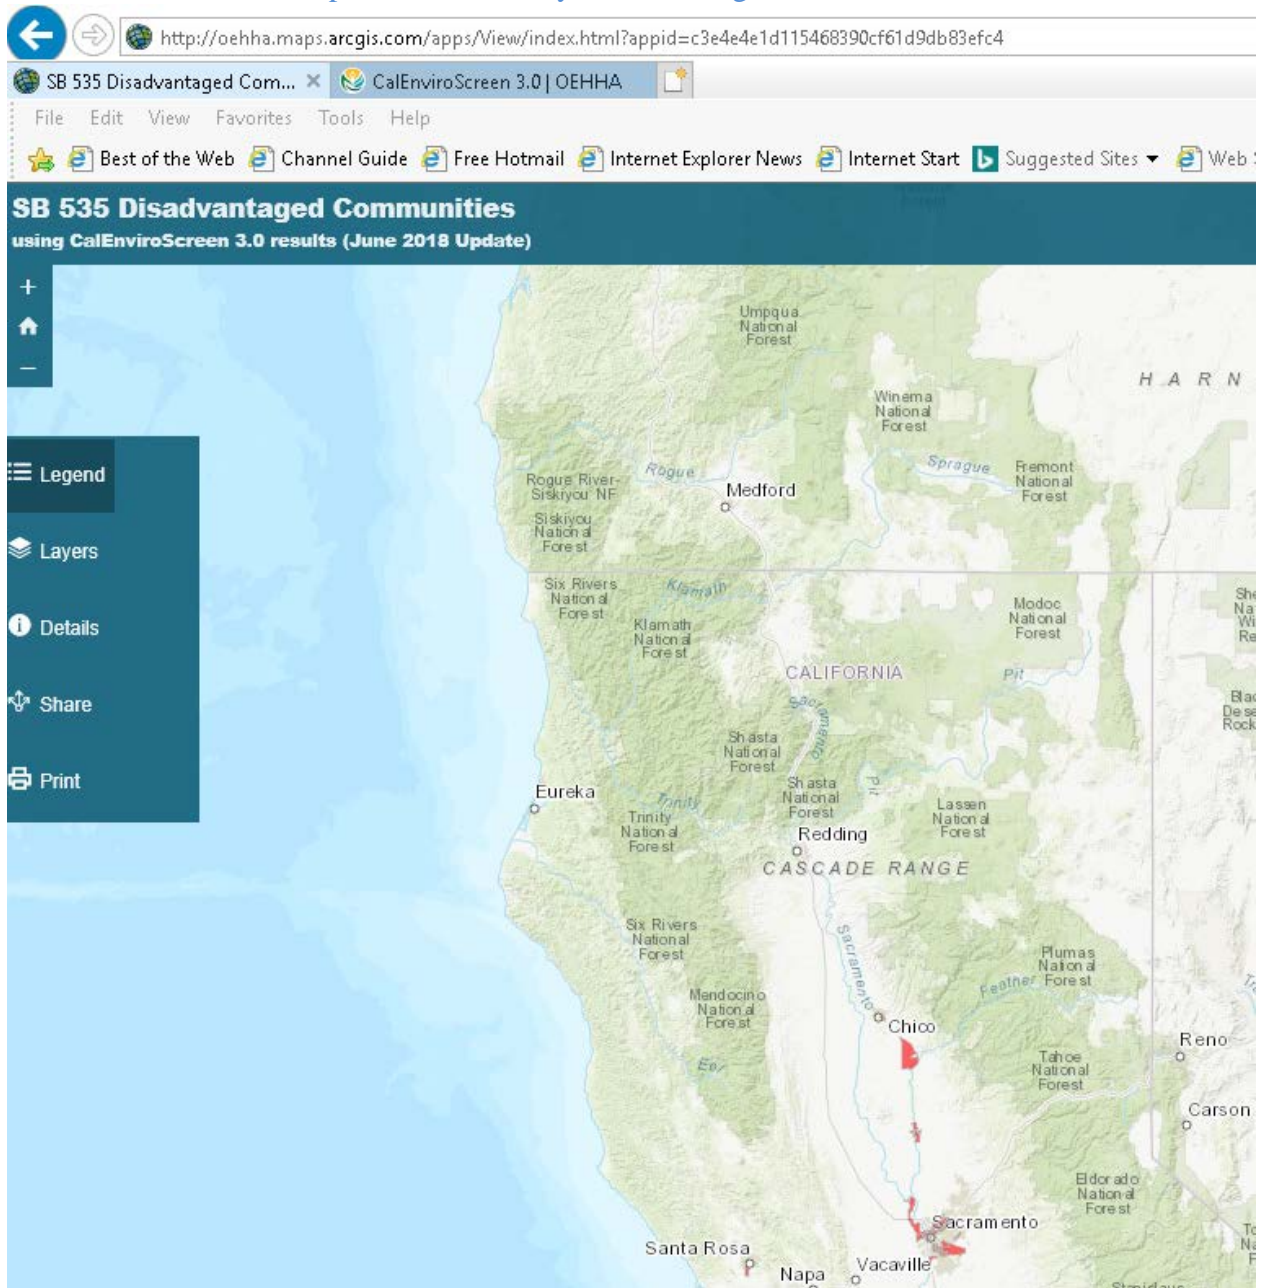 http://oehha.maps.arcgis.com/apps/View/index.html?appid=c3e4e4e1d115468390cf61d9db83efc4
SB 535 Disadvantaged Com... × CalEnviroScreen 3.0 | OEHHA
File Edit View Favorites Tools Help
Best of the Web Channel Guide Free Hotmail Internet Explorer News Internet Start Suggested Sites Web
SB 535 Disadvantaged Communities
using CalEnviroScreen 3.0 results (June 2018 Update)
+
−
Legend
Layers
Details
Share
Print
Umpqua
National
Forest
H A R N
Winema
National
Forest
Rogue
Sprague
Fremont
National
Forest
Rogue River-
Siskiyou NF
Medford
Siskiyou
National
Forest
Six Rivers
National
Forest
Klamath
Klamath
National
Forest
Modoc
National
Forest
CALIFORNIA
Pit
Sacramento
Shasta
National
Forest
Shasta
National
Forest
Pit
Eureka
Trinity
Trinity
National
Forest
Lassen
National
Forest
Redding
CASCADE RANGE
Six Rivers
National
Forest
Sacramento
Plumas
National
Forest
Feather
Mendocino
National
Forest
Chico
Reno
Eel
Tahoe
National
Forest
Carson
Eldorado
National
Forest
Sacramento
Santa Rosa
Napa
Vacaville